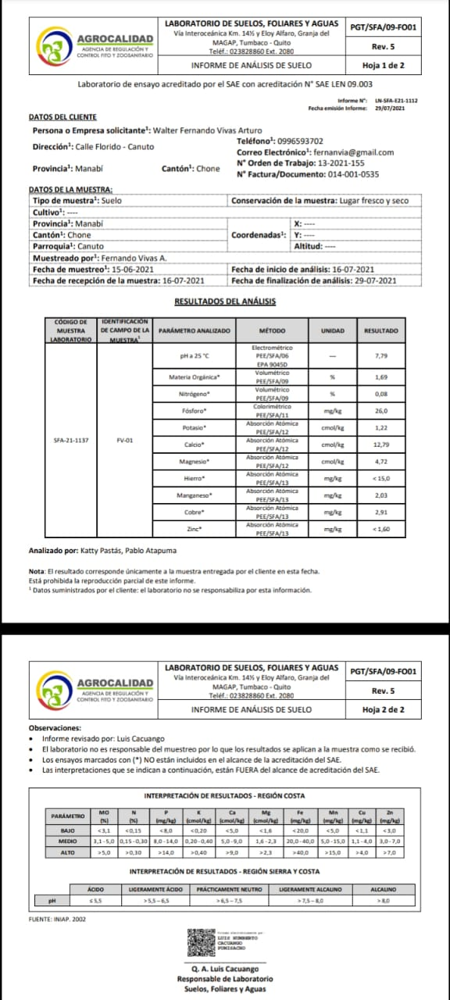 AGROCALIDAD
AGENCIA DE REGULACIÓN Y
CONTROL FITO Y ZOOSANITARIO
LABORATORIO DE SUELOS, FOLIARES Y AGUAS
Vía Interoceánica Km. 14½ y Eloy Alfaro, Granja del
MAGAP, Tumbaco - Quito
Teléf.: 023828860 Ext. 2080
INFORME DE ANÁLISIS DE SUELO
PGT/SFA/09-FO01
Rev. 5
Hoja 1 de 2
Laboratorio de ensayo acreditado por el SAE con acreditación N° SAE LEN 09.003
Informe N°: LN-SFA-E21-1112
Fecha emisión Informe: 29/07/2021
DATOS DEL CLIENTE
Persona o Empresa solicitante¹: Walter Fernando Vivas Arturo
Dirección¹: Calle Florido - Canuto
Teléfono¹: 0996593702
Correo Electrónico¹: fernanvia@gmail.com
Provincia¹: Manabí Cantón¹: Chone
N° Orden de Trabajo: 13-2021-155
N° Factura/Documento: 014-001-0535
DATOS DE LA MUESTRA:
Tipo de muestra¹: Suelo Conservación de la muestra: Lugar fresco y seco
Cultivo¹: ----
Provincia¹: Manabí X: ----
Cantón¹: Chone Coordenadas¹: Y: ----
Parroquia¹: Canuto Altitud: ----
Muestreado por¹: Fernando Vivas A.
Fecha de muestreo¹: 15-06-2021 Fecha de inicio de análisis: 16-07-2021
Fecha de recepción de la muestra: 16-07-2021 Fecha de finalización de análisis: 29-07-2021
RESULTADOS DEL ANÁLISIS
CÓDIGO DE MUESTRA LABORATORIO IDENTIFICACIÓN DE CAMPO DE LA MUESTRA¹ PARÁMETRO ANALIZADO MÉTODO UNIDAD RESULTADO
SFA-21-1137 FV-01
pH a 25 °C Electrométrico PEE/SFA/06 EPA 9045D --- 7,79
Materia Orgánica* Volumétrico PEE/SFA/09 % 1,69
Nitrógeno* Volumétrico PEE/SFA/09 % 0,08
Fósforo* Colorimétrico PEE/SFA/11 mg/kg 26,0
Potasio* Absorción Atómica PEE/SFA/12 cmol/kg 1,22
Calcio* Absorción Atómica PEE/SFA/12 cmol/kg 12,79
Magnesio* Absorción Atómica PEE/SFA/12 cmol/kg 4,72
Hierro* Absorción Atómica PEE/SFA/13 mg/kg < 15,0
Manganeso* Absorción Atómica PEE/SFA/13 mg/kg 2,03
Cobre* Absorción Atómica PEE/SFA/13 mg/kg 2,91
Zinc* Absorción Atómica PEE/SFA/13 mg/kg < 1,60
Analizado por: Katty Pastás, Pablo Atapuma
Nota: El resultado corresponde únicamente a la muestra entregada por el cliente en esta fecha.
Está prohibida la reproducción parcial de este informe.
¹ Datos suministrados por el cliente: el laboratorio no se responsabiliza por esta información.
AGROCALIDAD
AGENCIA DE REGULACIÓN Y
CONTROL FITO Y ZOOSANITARIO
LABORATORIO DE SUELOS, FOLIARES Y AGUAS
Vía Interoceánica Km. 14½ y Eloy Alfaro, Granja del
MAGAP, Tumbaco - Quito
Teléf.: 023828860 Ext. 2080
INFORME DE ANÁLISIS DE SUELO
PGT/SFA/09-FO01
Rev. 5
Hoja 2 de 2
Observaciones:
• Informe revisado por: Luis Cacuango
• El laboratorio no es responsable del muestreo por lo que los resultados se aplican a la muestra como se recibió.
• Los ensayos marcados con (*) NO están incluidos en el alcance de la acreditación del SAE.
• Las interpretaciones que se indican a continuación, están FUERA del alcance de acreditación del SAE.
INTERPRETACIÓN DE RESULTADOS - REGIÓN COSTA
PARÁMETRO MO (%) N (%) P (mg/kg) K (cmol/kg) Ca (cmol/kg) Mg (cmol/kg) Fe (mg/kg) Mn (mg/kg) Cu (mg/kg) Zn (mg/kg)
BAJO <3,1 <0,15 <8,0 <0,20 <5,0 <1,6 <20,0 <5,0 <1,1 <3,0
MEDIO 3,1-5,0 0,15-0,30 8,0-14,0 0,20-0,40 5,0-9,0 1,6-2,3 20,0-40,0 5,0-15,0 1,1-4,0 3,0-7,0
ALTO >5,0 >0,30 >14,0 >0,40 >9,0 >2,3 >40,0 >15,0 >4,0 >7,0
INTERPRETACIÓN DE RESULTADOS - REGIÓN SIERRA Y COSTA
ÁCIDO LIGERAMENTE ÁCIDO PRÁCTICAMENTE NEUTRO LIGERAMENTE ALCALINO ALCALINO
pH ≤ 5,5 > 5,5 – 6,5 > 6,5 – 7,5 > 7,5 – 8,0 > 8,0
FUENTE: INIAP. 2002
LUIS HUMBERTO
CACUANGO
PUMISACHO
Q. A. Luis Cacuango
Responsable de Laboratorio
Suelos, Foliares y Aguas